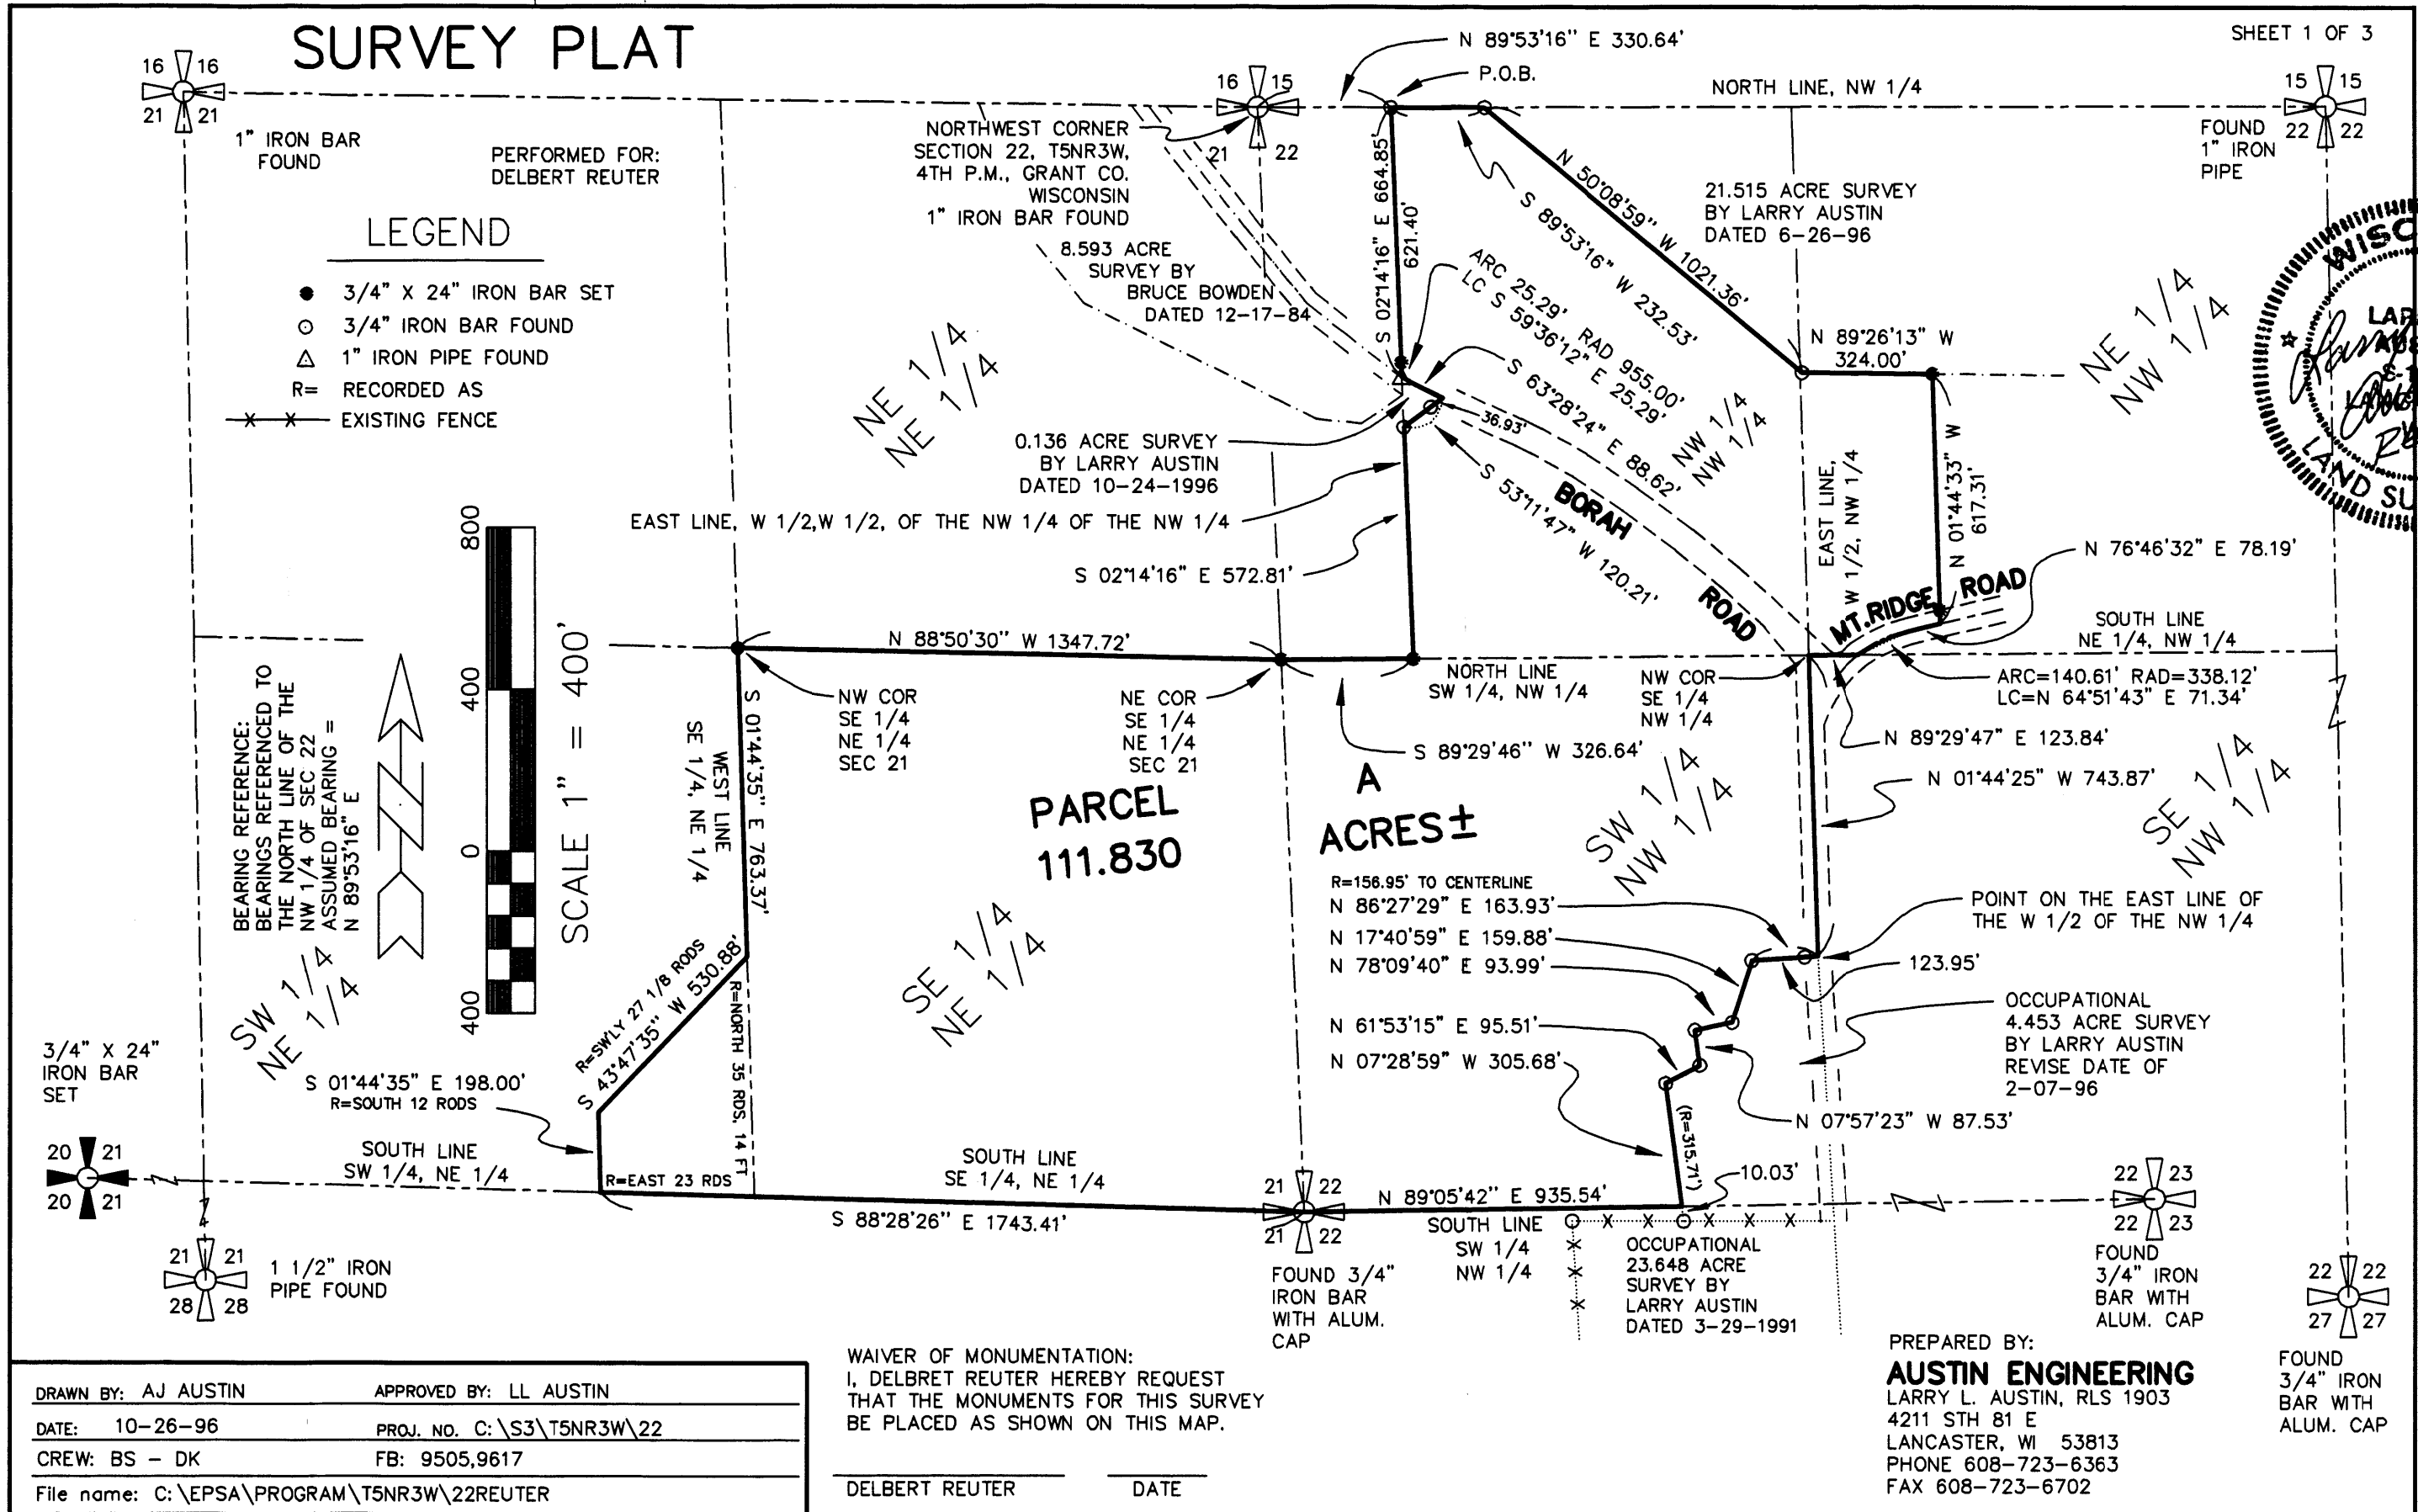 SURVEY PLAT
SHEET 1 OF 3
16 16
21 21
1" IRON BAR
FOUND
PERFORMED FOR:
DELBERT REUTER
16 15
21 22
NORTHWEST CORNER
SECTION 22, T5NR3W,
4TH P.M., GRANT CO.
WISCONSIN
1" IRON BAR FOUND
N 89°53'16" E 330.64'
P.O.B.
NORTH LINE, NW 1/4
15 15
22 22
FOUND
1" IRON
PIPE
LEGEND
3/4" X 24" IRON BAR SET
3/4" IRON BAR FOUND
1" IRON PIPE FOUND
R= RECORDED AS
X X EXISTING FENCE
8.593 ACRE
SURVEY BY
BRUCE BOWDEN
DATED 12-17-84
S 02°14'16" E 664.85'
621.40'
N 50°08'59" W 1021.36'
S 89°53'16" W 232.53'
21.515 ACRE SURVEY
BY LARRY AUSTIN
DATED 6-26-96
ARC 25.29' RAD 955.00'
LC S 59°36'12" E 25.29'
S 63°28'24" E 88.62'
36.93'
S 53°11'47" W 120.21'
N 89°26'13" W
324.00'
NE 1/4
NW 1/4
NE 1/4
NE 1/4
NW 1/4
NW 1/4
LAND SU
0.136 ACRE SURVEY
BY LARRY AUSTIN
DATED 10-24-1996
EAST LINE, W 1/2,W 1/2, OF THE NW 1/4 OF THE NW 1/4
S 02°14'16" E 572.81'
BORAH
ROAD
EAST LINE,
W 1/2, NW 1/4
N 01°44'33" W
617.31'
N 76°46'32" E 78.19'
MT.RIDGE ROAD
SOUTH LINE
NE 1/4, NW 1/4
ARC=140.61' RAD=338.12'
LC=N 64°51'43" E 71.34'
N 89°29'47" E 123.84'
N 01°44'25" W 743.87'
800
400
0
400
SCALE 1" = 400'
BEARING REFERENCE:
BEARINGS REFERENCED TO
THE NORTH LINE OF THE
NW 1/4 OF SEC 22
ASSUMED BEARING =
N 89°53'16" E
N 88°50'30" W 1347.72'
NW COR
SE 1/4
NE 1/4
SEC 21
NE COR
SE 1/4
NE 1/4
SEC 21
NORTH LINE
SW 1/4, NW 1/4
S 89°29'46" W 326.64'
NW COR
SE 1/4
NW 1/4
S 01°44'35" E 763.37'
WEST LINE
SE 1/4, NE 1/4
PARCEL A
111.830 ACRES±
SW 1/4
NW 1/4
SE 1/4
NW 1/4
SE 1/4
NE 1/4
SW 1/4
NE 1/4
R=156.95' TO CENTERLINE
N 86°27'29" E 163.93'
N 17°40'59" E 159.88'
N 78°09'40" E 93.99'
N 61°53'15" E 95.51'
N 07°28'59" W 305.68'
POINT ON THE EAST LINE OF
THE W 1/2 OF THE NW 1/4
123.95'
OCCUPATIONAL
4.453 ACRE SURVEY
BY LARRY AUSTIN
REVISE DATE OF
2-07-96
N 07°57'23" W 87.53'
(R=315.71')
10.03'
R=SW'LY 27 1/8 RODS
S 43°47'35" W 530.88'
R=NORTH 35 RDS, 14 FT
3/4" X 24"
IRON BAR
SET
20 21
20 21
S 01°44'35" E 198.00'
R=SOUTH 12 RODS
SOUTH LINE
SW 1/4, NE 1/4
R=EAST 23 RDS
SOUTH LINE
SE 1/4, NE 1/4
S 88°28'26" E 1743.41'
21 22
21 22
N 89°05'42" E 935.54'
SOUTH LINE
SW 1/4
NW 1/4
X X X X X
X
X
X
OCCUPATIONAL
23.648 ACRE
SURVEY BY
LARRY AUSTIN
DATED 3-29-1991
FOUND 3/4"
IRON BAR
WITH ALUM.
CAP
22 23
22 23
FOUND
3/4" IRON
BAR WITH
ALUM. CAP
22 22
27 27
FOUND
3/4" IRON
BAR WITH
ALUM. CAP
21 21
28 28
1 1/2" IRON
PIPE FOUND
DRAWN BY: AJ AUSTIN APPROVED BY: LL AUSTIN
DATE: 10-26-96 PROJ. NO. C:\S3\T5NR3W\22
CREW: BS - DK FB: 9505,9617
File name: C:\EPSA\PROGRAM\T5NR3W\22REUTER
WAIVER OF MONUMENTATION:
I, DELBRET REUTER HEREBY REQUEST
THAT THE MONUMENTS FOR THIS SURVEY
BE PLACED AS SHOWN ON THIS MAP.
DELBERT REUTER DATE
PREPARED BY:
AUSTIN ENGINEERING
LARRY L. AUSTIN, RLS 1903
4211 STH 81 E
LANCASTER, WI 53813
PHONE 608-723-6363
FAX 608-723-6702